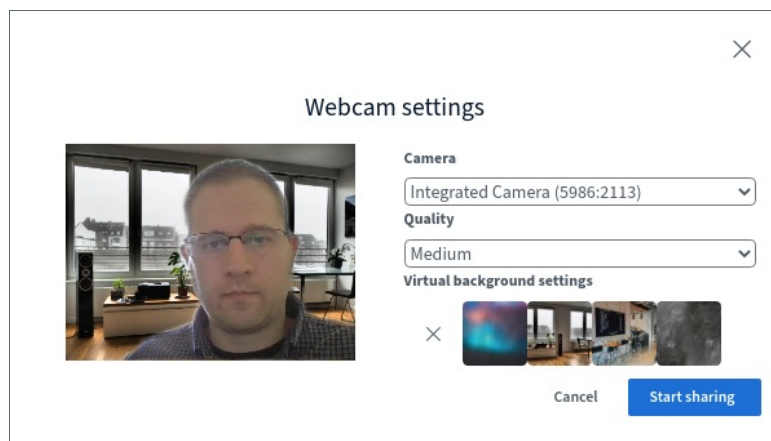 Webcam settings
Camera
Integrated Camera (5986:2113)
Quality
Medium
Virtual background settings
Cancel
Start sharing